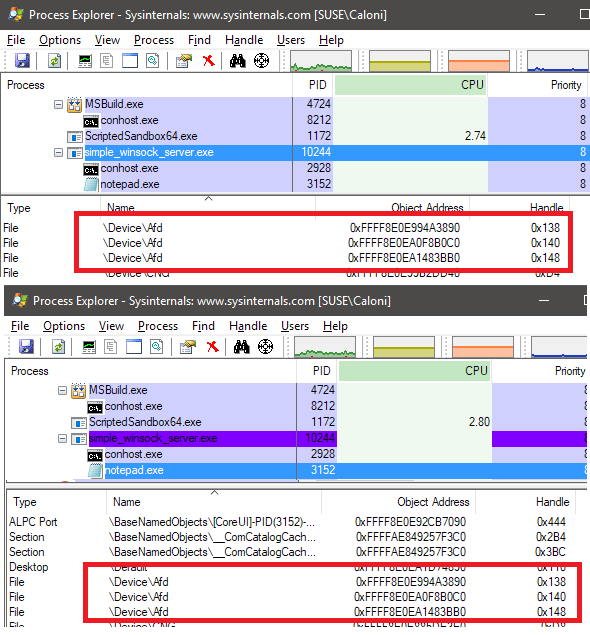 Process Explorer - Sysinternals: www.sysinternals.com [SUSE\Caloni]
File Options View Process Find Handle Users Help
Process PID CPU Priority
MSBuild.exe 4724 8
conhost.exe 8212 8
ScriptedSandbox64.exe 1172 2.74 8
simple_winsock_server.exe 10244 8
conhost.exe 2928 8
notepad.exe 3152 8
Type Name Object Address Handle
File \Device\Afd 0xFFFF8E0E994A3890 0x138
File \Device\Afd 0xFFFF8E0EA0F8B0C0 0x140
File \Device\Afd 0xFFFF8E0EA1483BB0 0x148
File \Device\CNG
Process Explorer - Sysinternals: www.sysinternals.com [SUSE\Caloni]
File Options View Process Find Handle Users Help
Process PID CPU Priority
MSBuild.exe 4724 8
conhost.exe 8212 8
ScriptedSandbox64.exe 1172 2.80 8
simple_winsock_server.exe 10244 8
conhost.exe 2928 8
notepad.exe 3152 8
Type Name Object Address Handle
ALPC Port \BaseNamedObjects\[CoreUI]-PID(3152)-... 0xFFFF8E0E92CB7090 0x444
Section \BaseNamedObjects\__ComCatalogCach... 0xFFFFAE849257F3C0 0x2B4
Section \BaseNamedObjects\__ComCatalogCach... 0xFFFFAE849257F3C0 0x3BC
Desktop \Default
File \Device\Afd 0xFFFF8E0E994A3890 0x138
File \Device\Afd 0xFFFF8E0EA0F8B0C0 0x140
File \Device\Afd 0xFFFF8E0EA1483BB0 0x148
File \Device\CNG